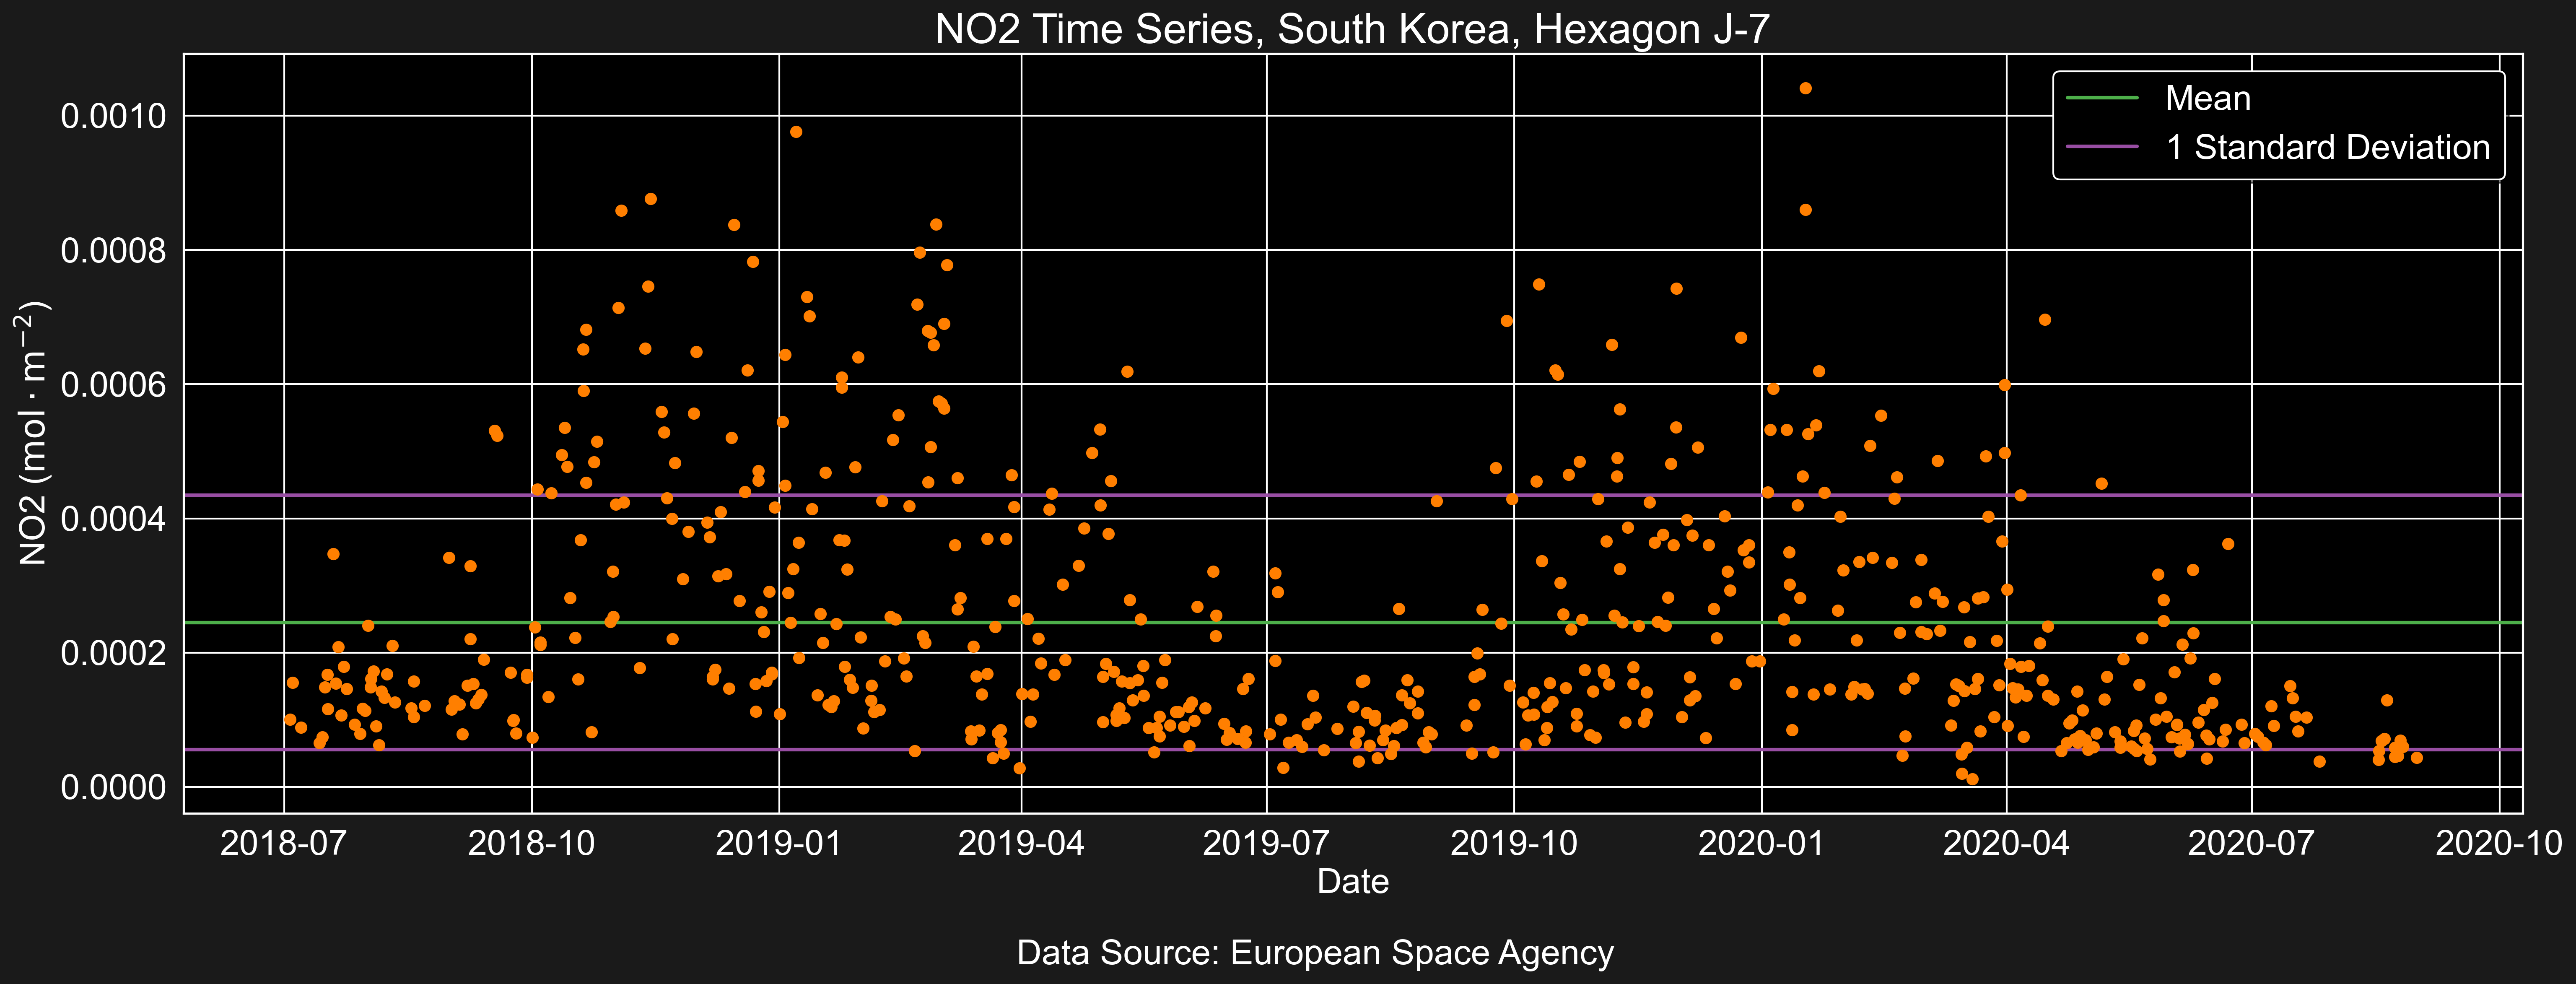 NO2 Time Series, South Korea, Hexagon J-7
Mean
1 Standard Deviation
NO2 (mol · m⁻²)
0.0010
0.0008
0.0006
0.0004
0.0002
0.0000
2018-07 2018-10 2019-01 2019-04 2019-07 2019-10 2020-01 2020-04 2020-07 2020-10
Date
Data Source: European Space Agency